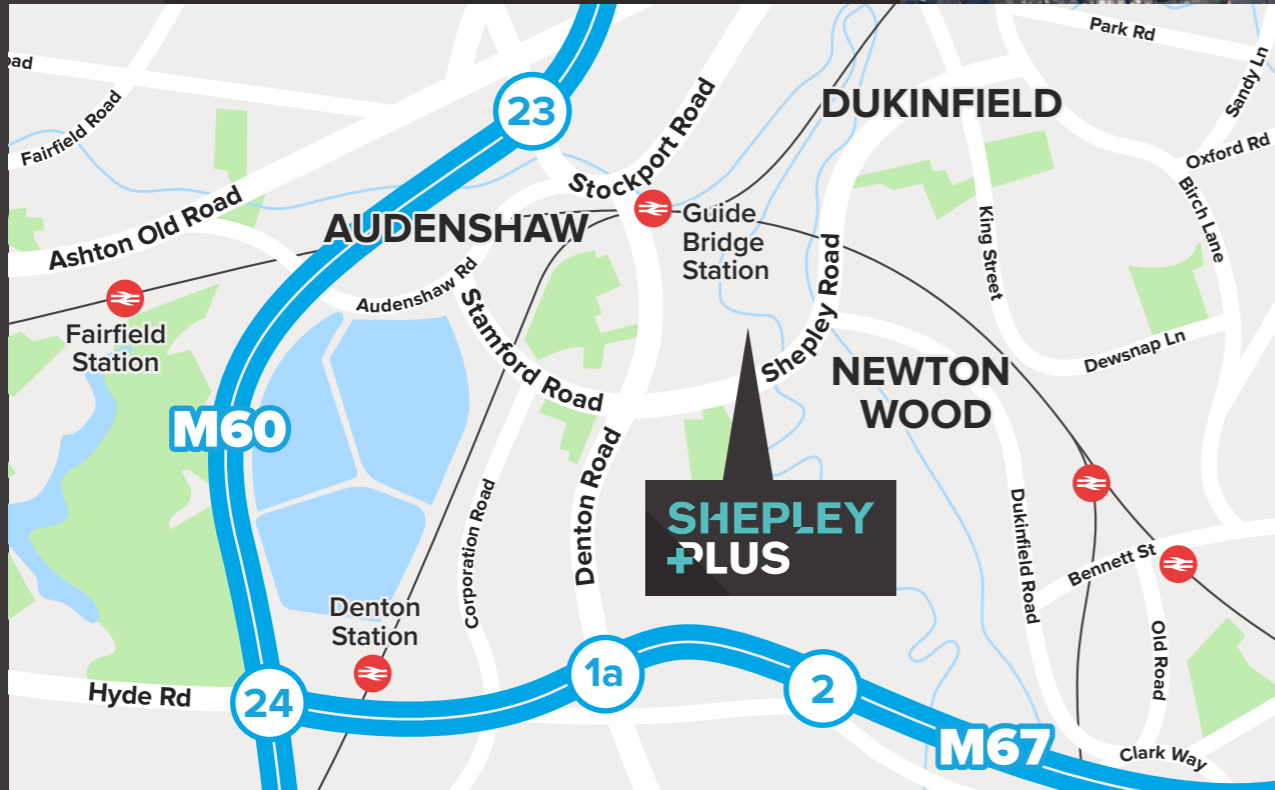 Park Rd
oad
Sandy Ln
23
DUKINFIELD
Fairfield Road
Stockport Road
Oxford Rd
Birch Lane
Ashton Old Road
AUDENSHAW
Guide
Bridge
Station
King Street
Shepley Road
Audenshaw Rd
Fairfield
Station
Stamford Road
Dewsnap Ln
NEWTON
WOOD
M60
Corporation Road
Denton Road
SHEPLEY
+PLUS
Dukinfield Road
Bennett St
Denton
Station
Old Road
Hyde Rd
24
1a
2
M67
Clark Way